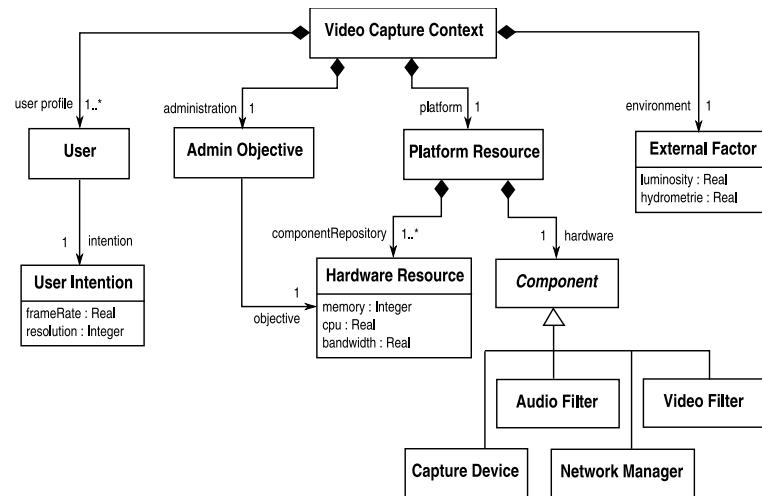 Video Capture Context
user profile
1..*
administration
1
platform
1
environment
1
User
Admin Objective
Platform Resource
External Factor
luminosity : Real
hydrometrie : Real
1
intention
componentRepository
1..*
1
hardware
User Intention
frameRate : Real
resolution : Integer
1
objective
Hardware Resource
memory : Integer
cpu : Real
bandwidth : Real
Component
Audio Filter
Video Filter
Capture Device
Network Manager